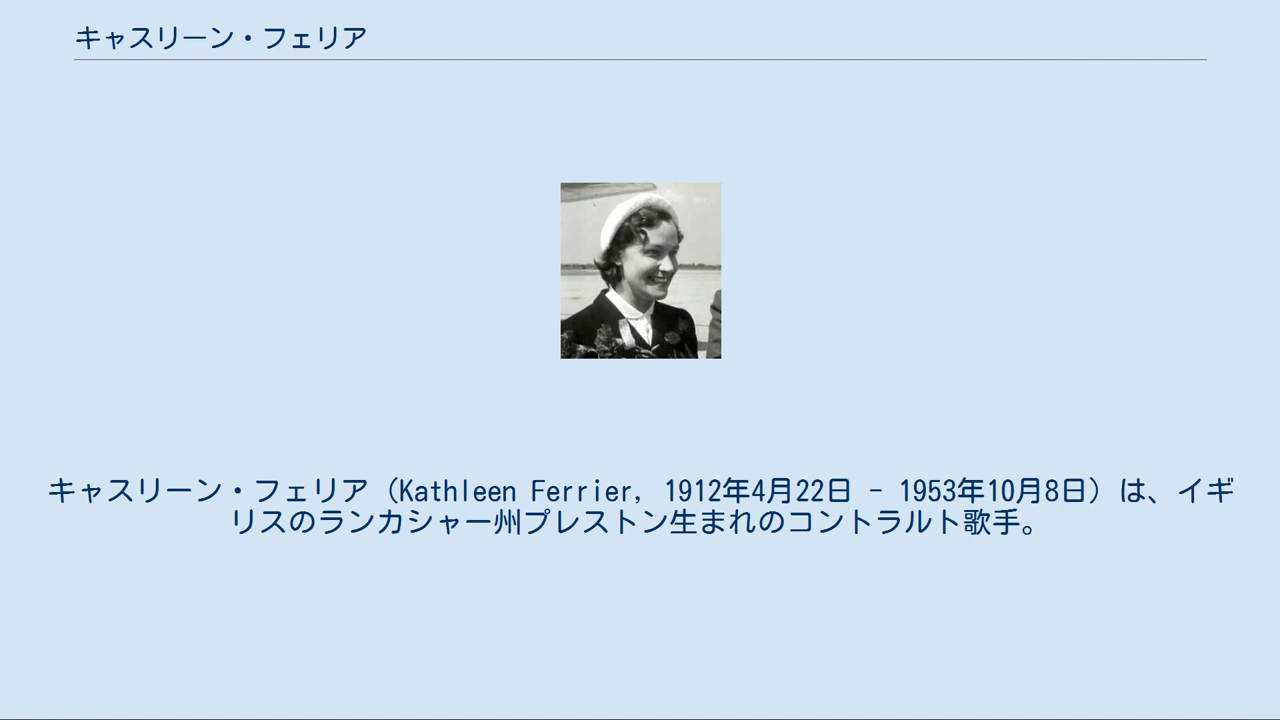 キャスリーン・フェリア
キャスリーン・フェリア（Kathleen Ferrier, 1912年4月22日 - 1953年10月8日）は、イギ
リスのランカシャー州プレストン生まれのコントラルト歌手。